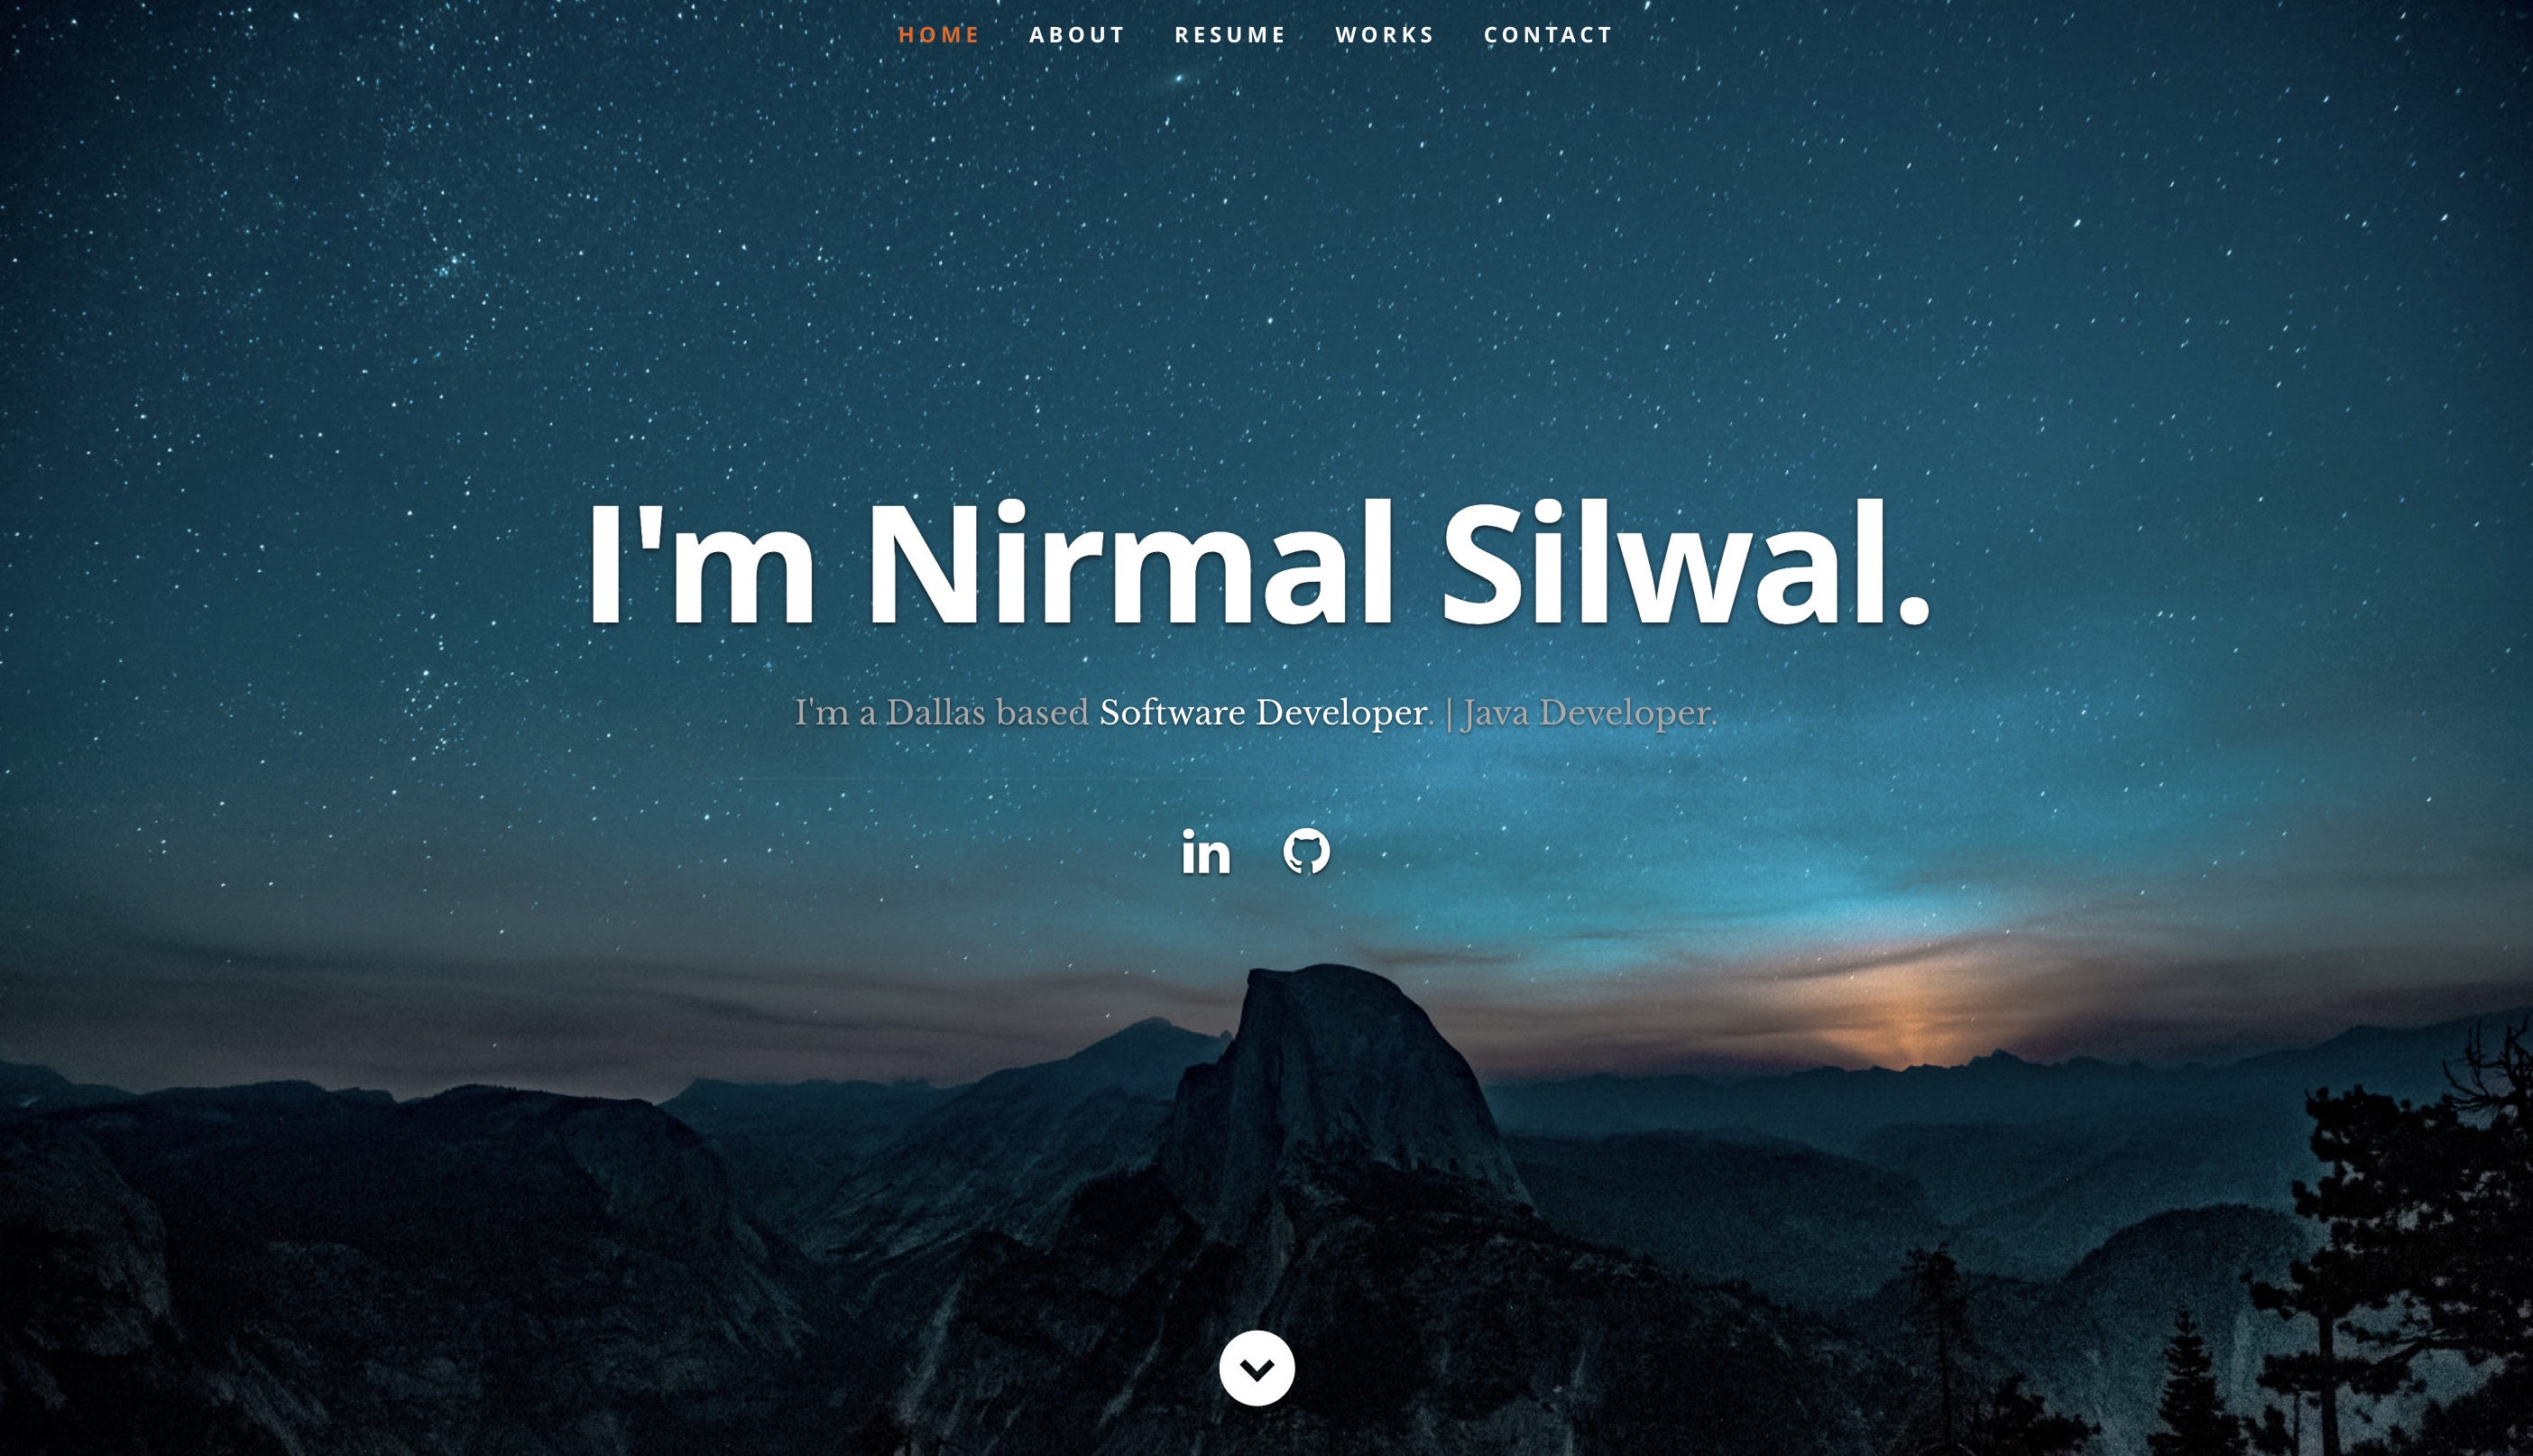 HOME ABOUT RESUME WORKS CONTACT
I'm Nirmal Silwal.
I'm a Dallas based Software Developer. | Java Developer.
in